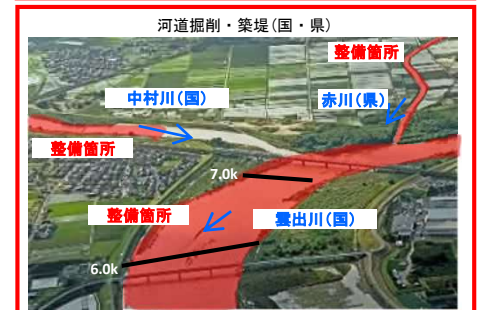 河道掘削・築堤(国・県)
整備箇所
中村川(国)
赤川(県)
整備箇所
7.0k
整備箇所
雲出川(国)
6.0k